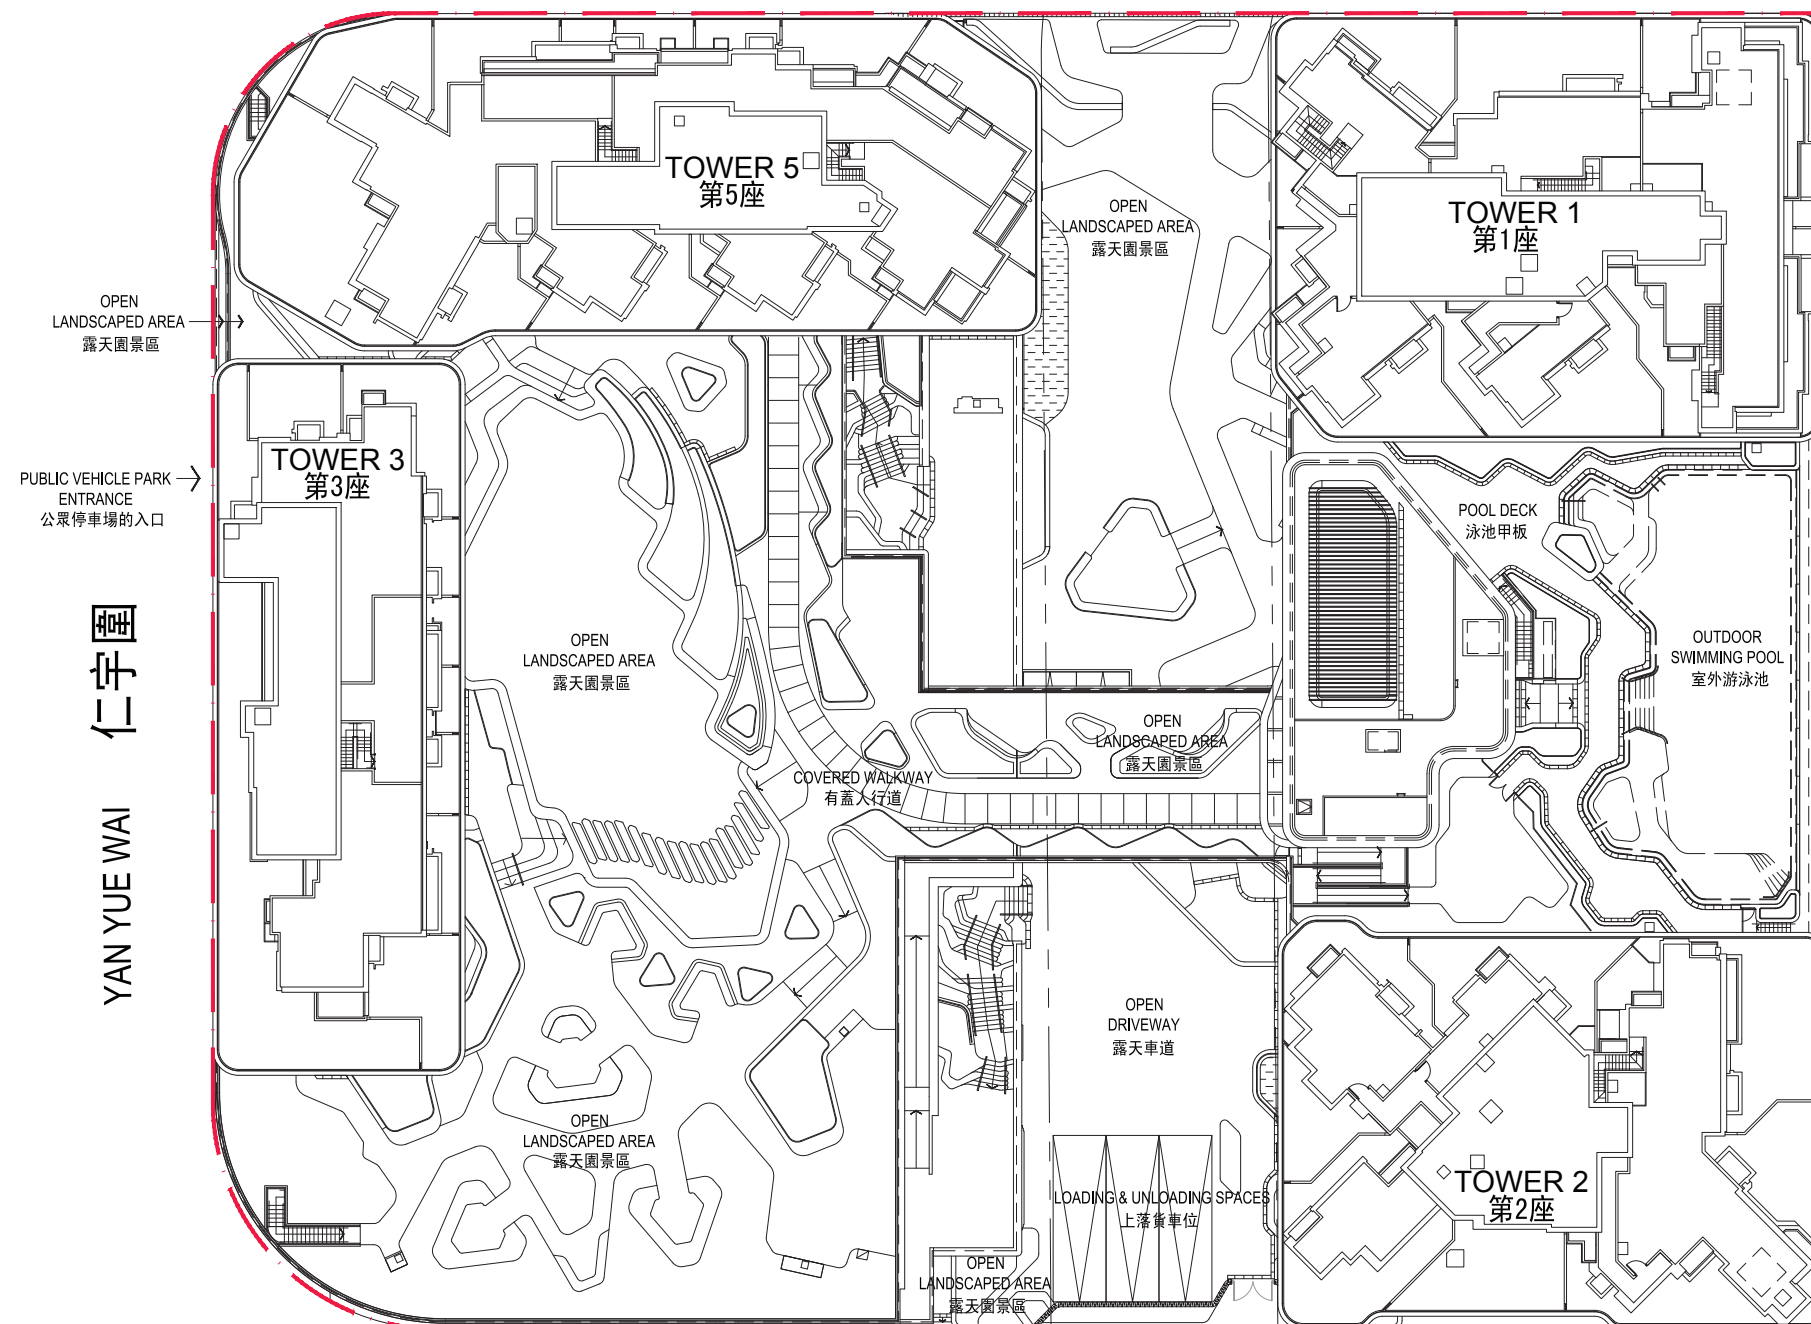 TOWER 5
第5座
TOWER 1
第1座
OPEN
LANDSCAPED AREA
露天園景區
OPEN
LANDSCAPED AREA
露天園景區
TOWER 3
第3座
PUBLIC VEHICLE PARK
ENTRANCE
公眾停車場的入口
POOL DECK
泳池甲板
YAN YUE WAI 仁宇圍
OPEN
LANDSCAPED AREA
露天園景區
OUTDOOR
SWIMMING POOL
室外游泳池
OPEN
LANDSCAPED AREA
露天園景區
COVERED WALKWAY
有蓋人行道
OPEN
DRIVEWAY
露天車道
OPEN
LANDSCAPED AREA
露天園景區
LOADING & UNLOADING SPACES
上落貨車位
TOWER 2
第2座
OPEN
LANDSCAPED AREA
露天園景區